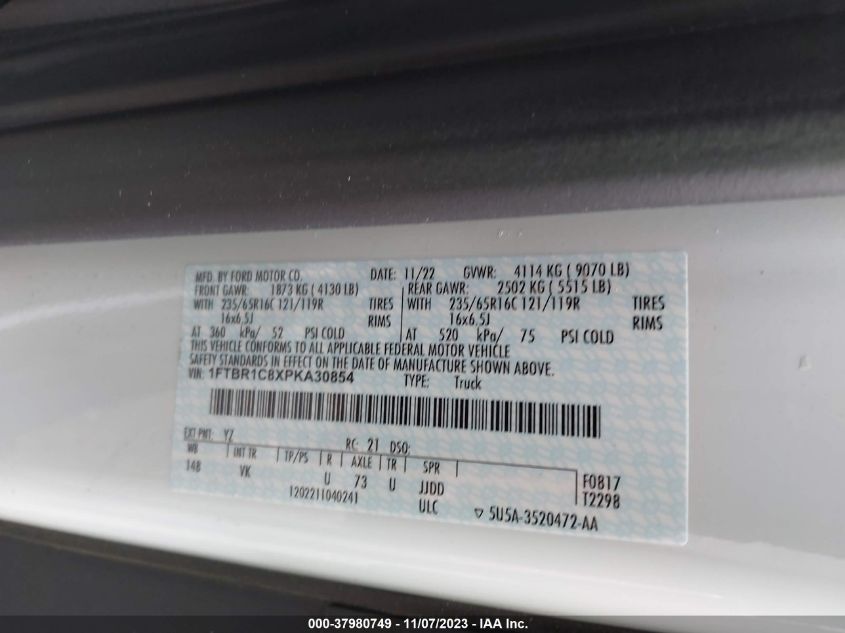 MFD. BY FORD MOTOR CO. DATE: 11/22 GVWR: 4114 KG ( 9070 LB)
FRONT GAWR: 1873 KG ( 4130 LB) REAR GAWR: 2502 KG ( 5515 LB)
WITH 235/65R16C 121/119R TIRES WITH 235/65R16C 121/119R TIRES
16x6.5J RIMS 16x6.5J RIMS
AT 360 kPa/ 52 PSI COLD AT 520 kPa/ 75 PSI COLD
THIS VEHICLE CONFORMS TO ALL APPLICABLE FEDERAL MOTOR VEHICLE
SAFETY STANDARDS IN EFFECT ON THE DATE OF MANUFACTURE SHOWN ABOVE.
VIN: 1FTBR1C8XPKA30854 TYPE: Truck
EXT PNT: YZ RC: 21 DSO:
WB INT TR TP/PS R AXLE TR SPR F0817
148 VK U 73 U JJDD T2298
1202211040241 ULC ▽ 5U5A-3520472-AA
000-37980749 - 11/07/2023 - IAA Inc.